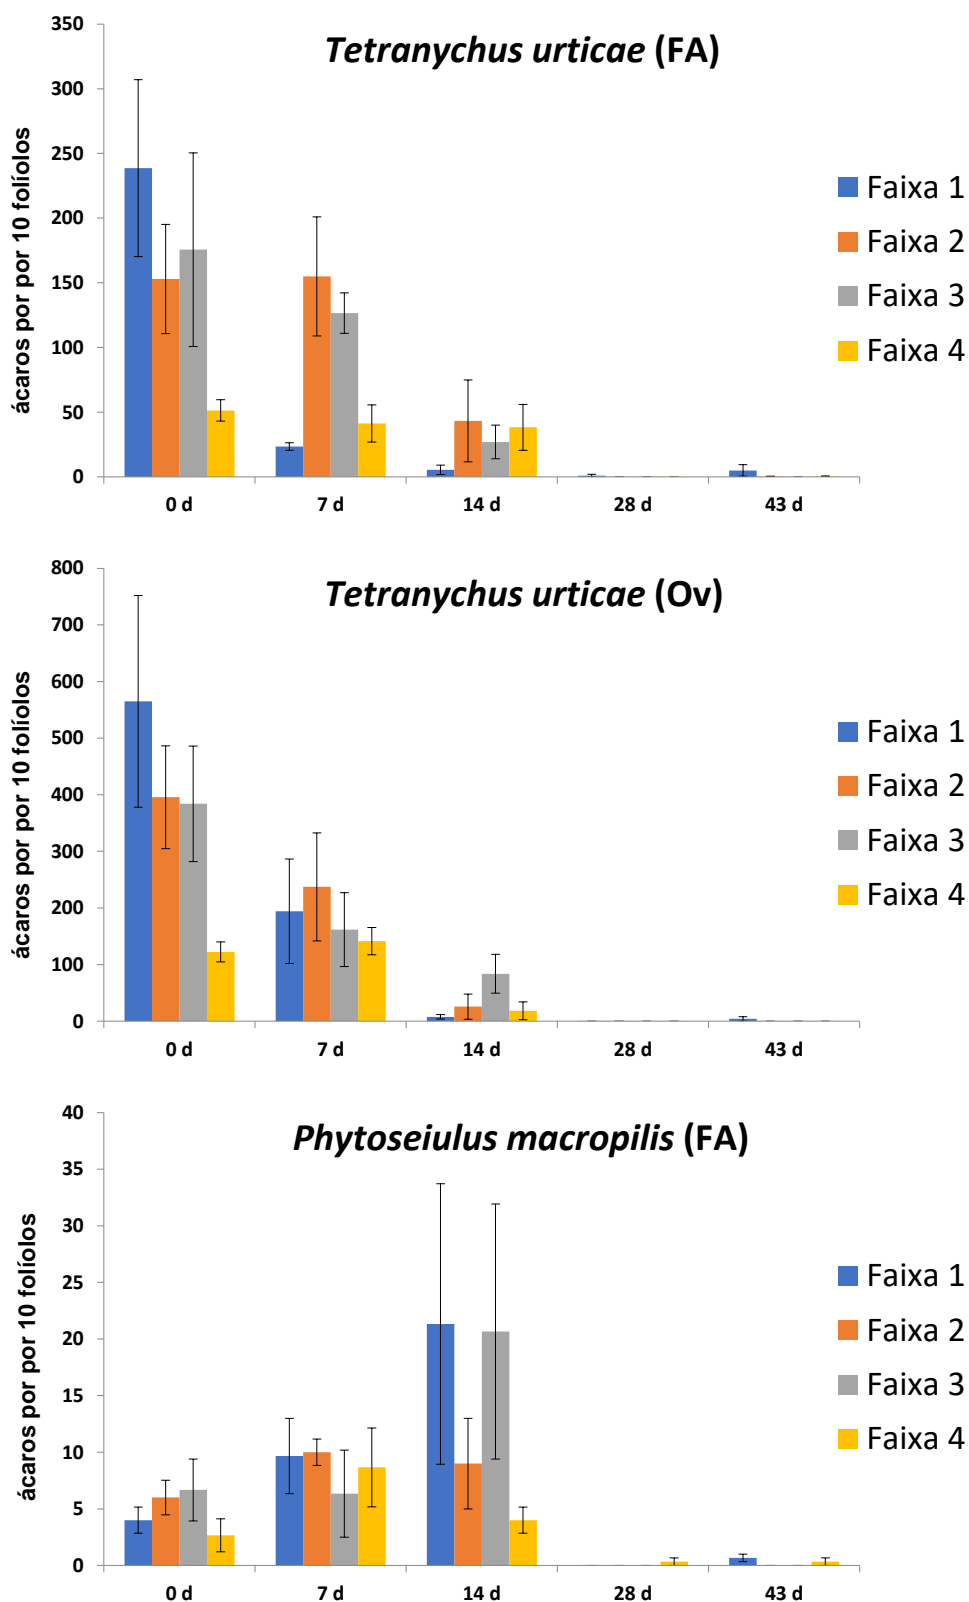 Tetranychus urticae (FA)
ácaros por por 10 folíolos
350
300
250
200
150
100
50
0
0 d 7 d 14 d 28 d 43 d
Faixa 1
Faixa 2
Faixa 3
Faixa 4
Tetranychus urticae (Ov)
ácaros por por 10 folíolos
800
700
600
500
400
300
200
100
0
0 d 7 d 14 d 28 d 43 d
Faixa 1
Faixa 2
Faixa 3
Faixa 4
Phytoseiulus macropilis (FA)
ácaros por por 10 folíolos
40
35
30
25
20
15
10
5
0
0 d 7 d 14 d 28 d 43 d
Faixa 1
Faixa 2
Faixa 3
Faixa 4